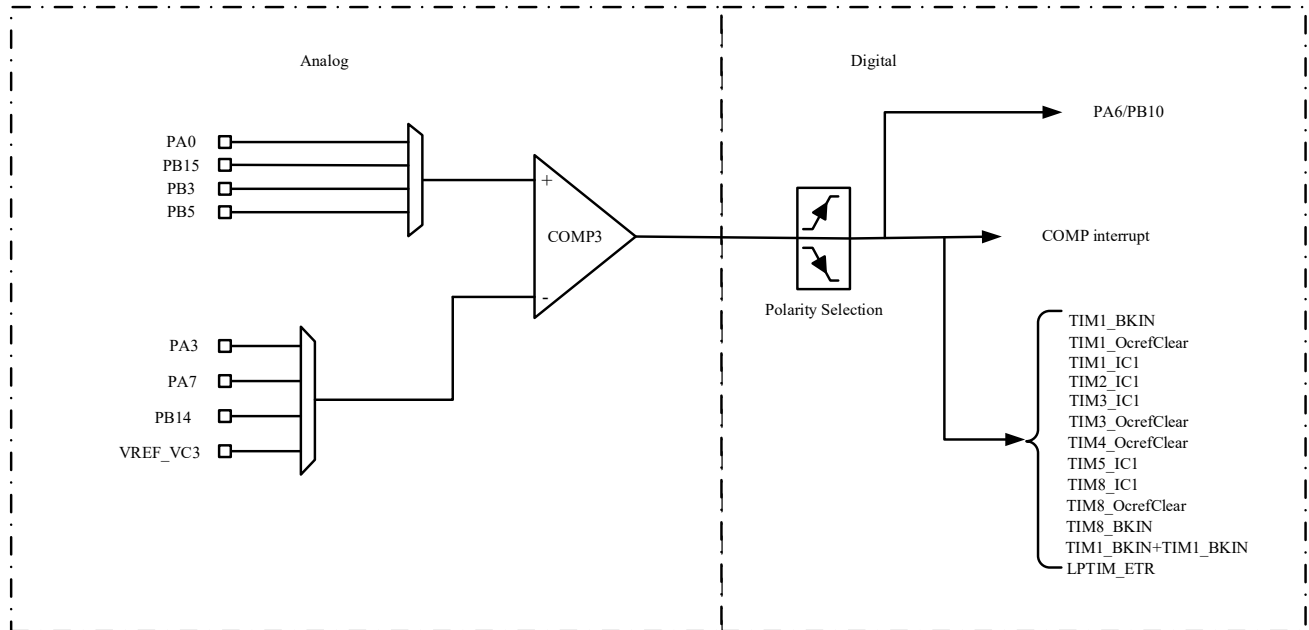 Analog
Digital
PA0
PB15
PB3
PB5
+
COMP3
-
PA3
PA7
PB14
VREF_VC3
Polarity Selection
PA6/PB10
COMP interrupt
TIM1_BKIN
TIM1_OcrefClear
TIM1_IC1
TIM2_IC1
TIM3_IC1
TIM3_OcrefClear
TIM4_OcrefClear
TIM5_IC1
TIM8_IC1
TIM8_OcrefClear
TIM8_BKIN
TIM1_BKIN+TIM1_BKIN
LPTIM_ETR